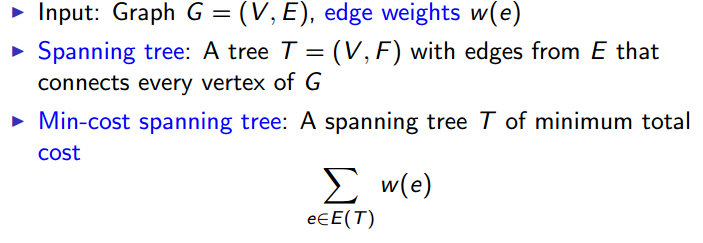 ▶ Input: Graph G = (V, E), edge weights w(e)
▶ Spanning tree: A tree T = (V, F) with edges from E that
connects every vertex of G
▶ Min-cost spanning tree: A spanning tree T of minimum total
cost
∑ w(e)
e∈E(T)